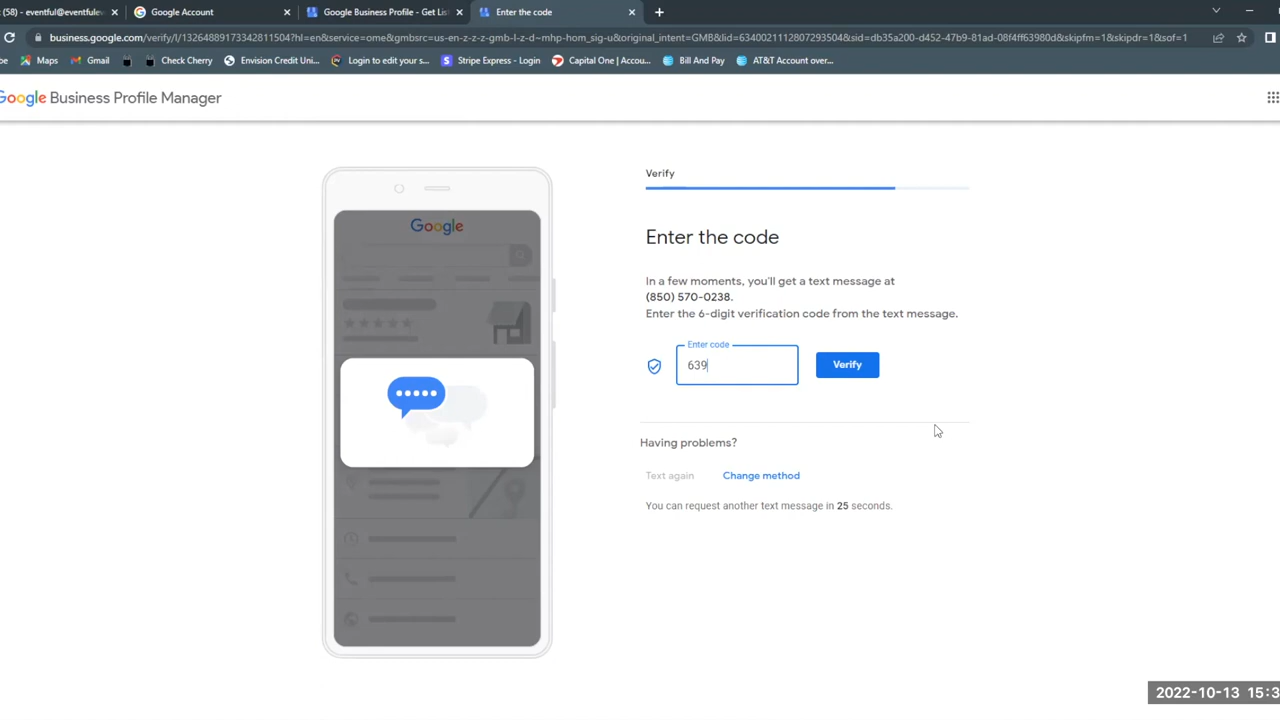 (58) - eventful@eventful
Google Account
Google Business Profile - Get Lis
Enter the code
business.google.com/verify/l/13264889173342811504?hl=en&service=ome&gmbsrc=us-en-z-z-z-gmb-l-z-d~mhp-hom_sig-u&original_intent=GMB&lid=6340021112807293504&sid=db35a200-d452-47b9-81ad-08f4ff63980d&skipfm=1&skipdr=1&sof=1
Maps
Gmail
Check Cherry
Envision Credit Uni...
Login to edit your s...
Stripe Express - Login
Capital One | Accou...
Bill And Pay
AT&T Account over...
Google Business Profile Manager
Google
Verify
Enter the code
In a few moments, you'll get a text message at
(850) 570-0238.
Enter the 6-digit verification code from the text message.
Enter code
639
Verify
Having problems?
Text again Change method
You can request another text message in 25 seconds.
2022-10-13 15:3